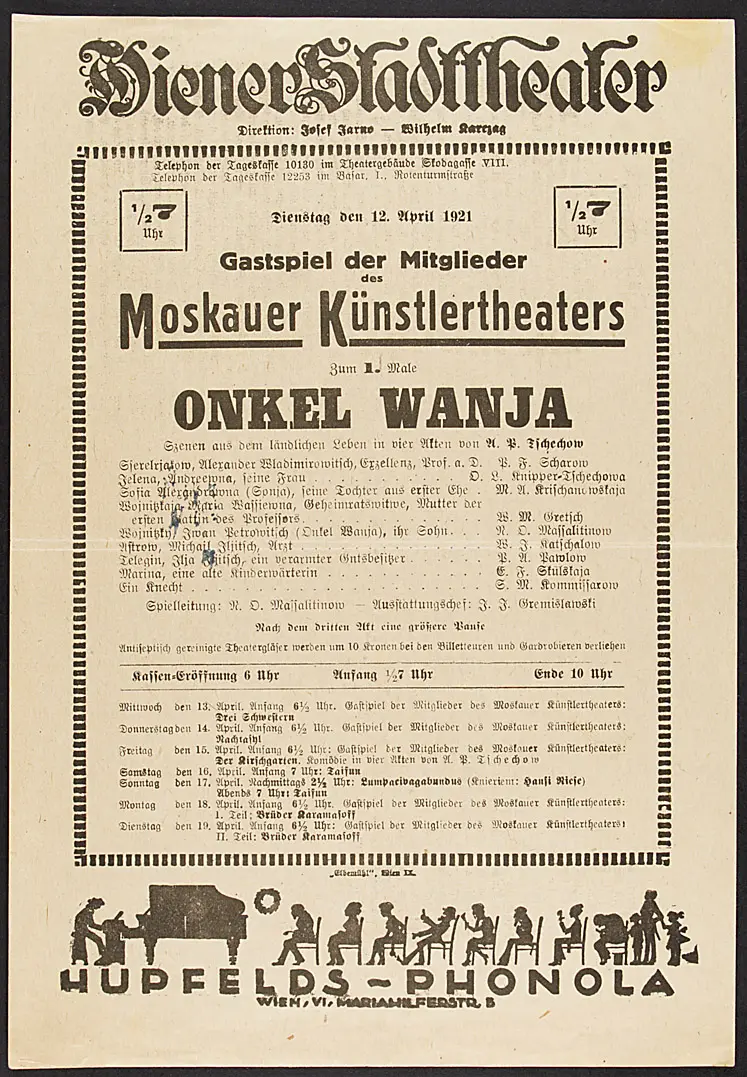 Wiener Stadttheater
Direktion: Josef Jarno — Wilhelm Karczag
Telephon der Tageskasse 10130 im Theatergebäude Skodagasse VIII.
Telephon der Tageskasse 12253 im Basar, I., Rotenturmstraße
1/2 7 Uhr
Dienstag den 12. April 1921
1/2 7 Uhr
Gastspiel der Mitglieder
des
Moskauer Künstlertheaters
Zum 1. Male
ONKEL WANJA
Szenen aus dem ländlichen Leben in vier Akten von A. P. Tschechow
Sserelrjakow, Alexander Wladimirowitsch, Exzellenz, Prof. a. D. P. F. Scharow
Jelena, Andreewna, seine Frau . . . . . . . . . . . . O. L. Knipper-Tschechowa
Sofia Alexandrowna (Sonja), seine Tochter aus erster Ehe . M. A. Krischanowskaja
Wojnitzkaja Maria Wassiewna, Geheimratswitwe, Mutter der
ersten Gattin des Professors . . . . . . . . . . . . W. M. Gretsch
Wojnitzky Iwan Petrowitsch (Onkel Wanja), ihr Sohn . . . N. O. Massalitinow
Astrow, Michail Iljitsch, Arzt . . . . . . . . . . . . W. J. Katschalow
Telegin, Ilja Iljitsch, ein verarmter Gutsbesitzer . . . . . . P. A. Pawlow
Marina, eine alte Kinderwärterin . . . . . . . . . . . E. F. Skulskaja
Ein Knecht . . . . . . . . . . . . . . . . . . . . S. M. Kommissarow
Spielleitung: N. O. Massalitinow — Ausstattungschef: J. J. Gremislawski
Nach dem dritten Akt eine größere Pause
Antiseptisch gereinigte Theatergläser werden um 10 Kronen bei den Billetteuren und Gardrobieren verliehen
Kassen-Eröffnung 6 Uhr Anfang 1/2 7 Uhr Ende 10 Uhr
Mittwoch den 13. April. Anfang 6 1/2 Uhr. Gastspiel der Mitglieder des Moskauer Künstlertheaters:
Drei Schwestern
Donnerstag den 14. April. Anfang 6 1/2 Uhr. Gastspiel der Mitglieder des Moskauer Künstlertheaters:
Nachtasyl
Freitag den 15. April. Anfang 6 1/2 Uhr: Gastspiel der Mitglieder des Moskauer Künstlertheaters:
Der Kirschgarten. Komödie in vier Akten von A. P. Tschechow
Samstag den 16. April. Anfang 7 Uhr: Taifun
Sonntag den 17. April. Nachmittags 2 1/2 Uhr: Lumpacivagabundus (Knieriem: Hansi Niese)
Abends 7 Uhr: Taifun
Montag den 18. April. Anfang 6 1/2 Uhr. Gastspiel der Mitglieder des Moskauer Künstlertheaters:
I. Teil: Brüder Karamasoff
Dienstag den 19. April. Anfang 6 1/2 Uhr: Gastspiel der Mitglieder des Moskauer Künstlertheaters:
II. Teil: Brüder Karamasoff
„Elbemühl“, Wien IX.
HUPFELDS ~ PHONOLA
WIEN, VI, MARIAHILFERSTR. 3